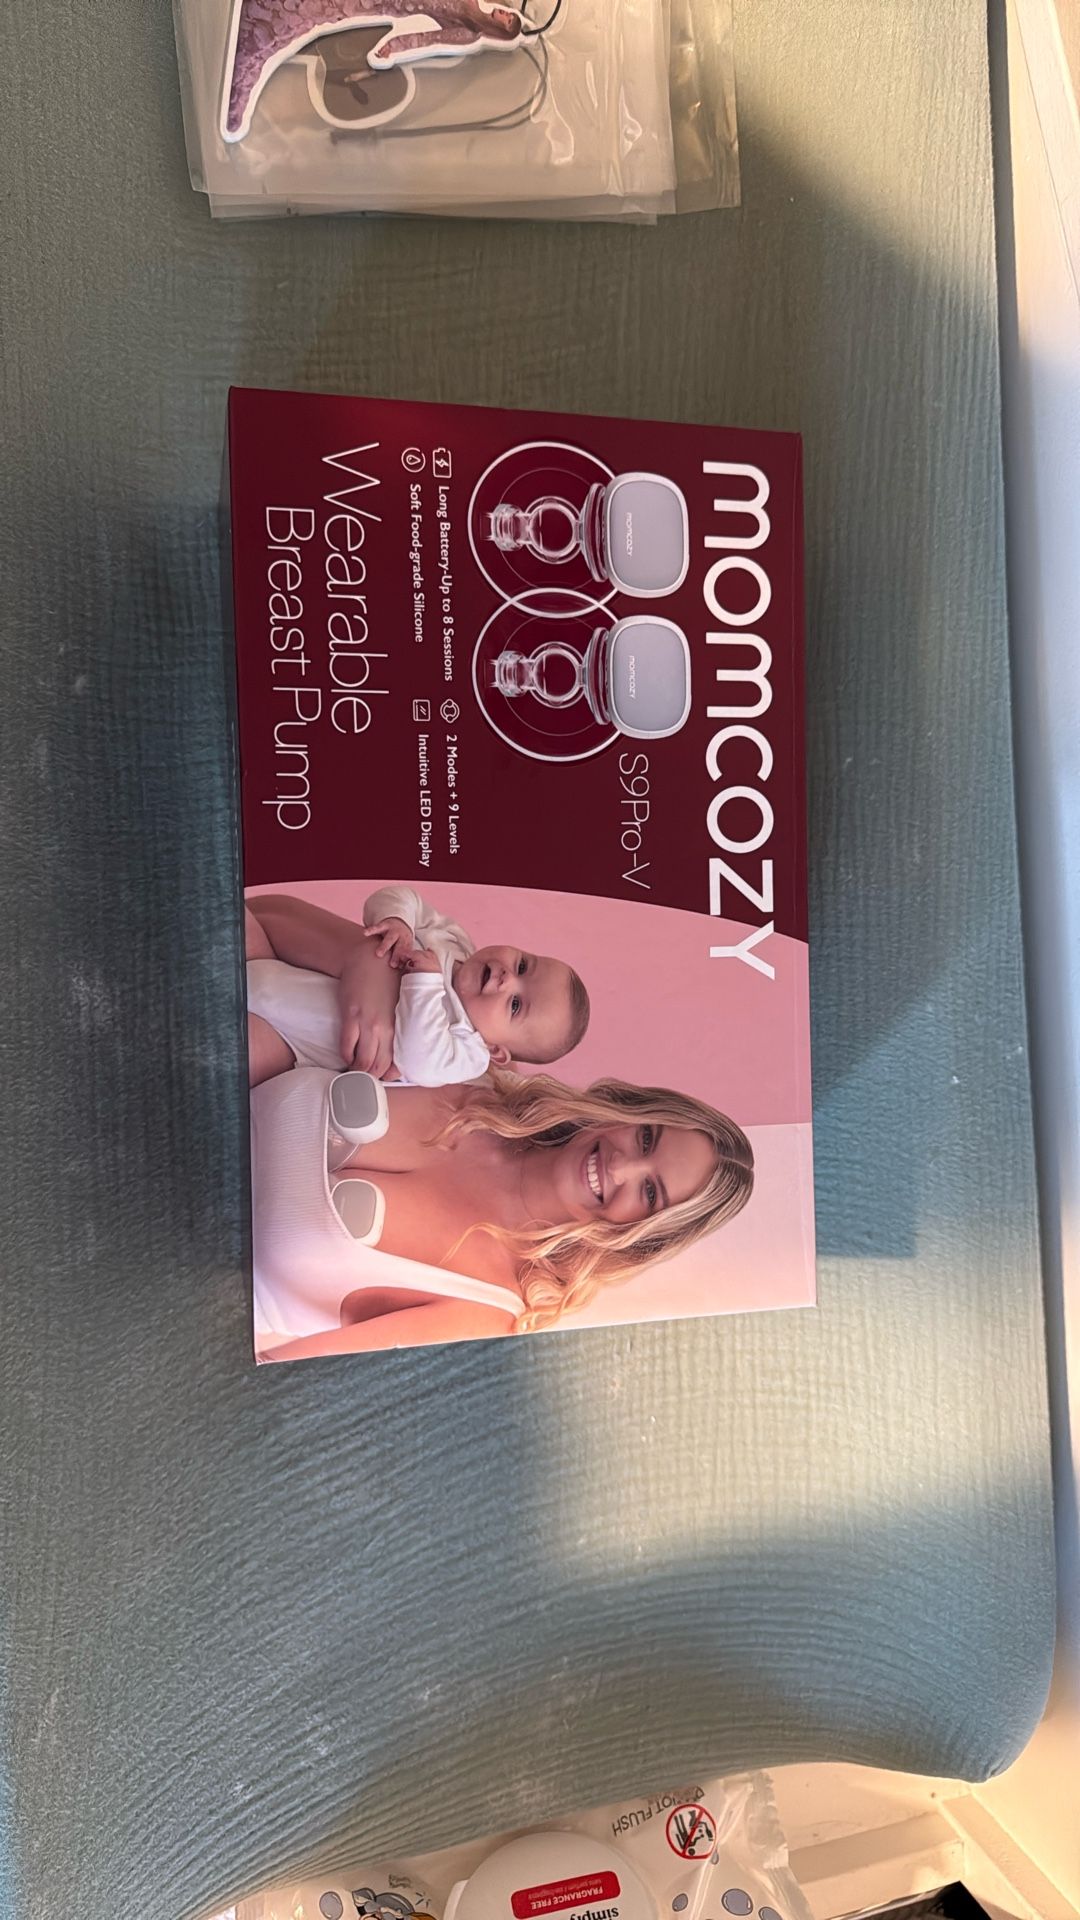 momcozy
S9Pro-V
momcozy
momcozy
Long Battery-Up to 8 Sessions
2 Modes + 9 Levels
Soft Food-grade Silicone
Intuitive LED Display
Wearable
Breast Pump
NOT FLUSH
simply
FRAGRANCE FREE